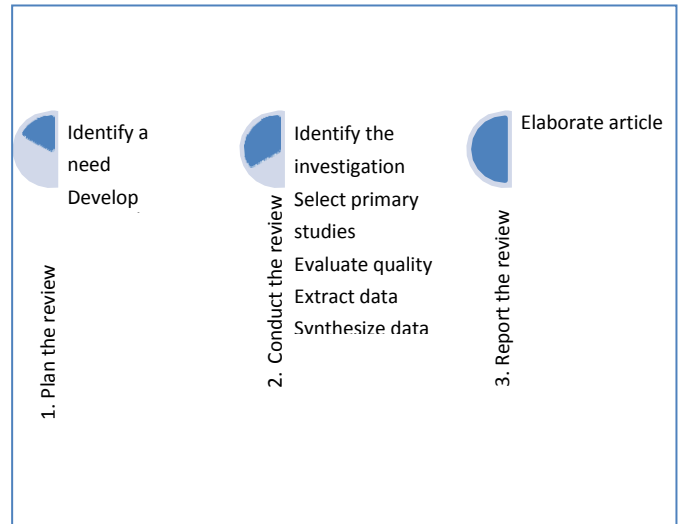 1. Plan the review
Identify a
need
Develop
2. Conduct the review
Identify the
investigation
Select primary
studies
Evaluate quality
Extract data
Synthesize data
3. Report the review
Elaborate article